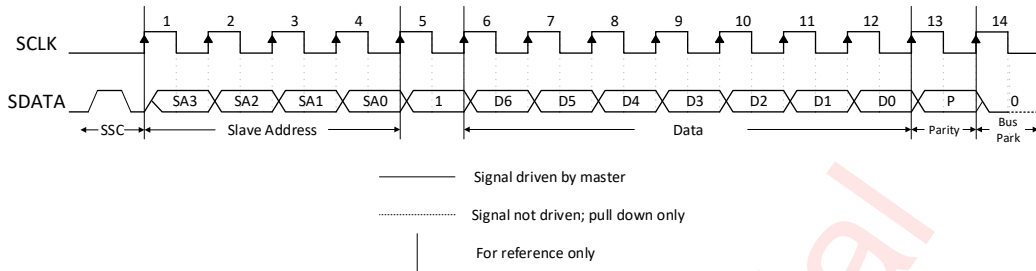 1 2 3 4 5 6 7 8 9 10 11 12 13 14
SCLK
SDATA SA3 SA2 SA1 SA0 1 D6 D5 D4 D3 D2 D1 D0 P 0
SSC Slave Address Data Parity Bus
Park
Signal driven by master
Signal not driven; pull down only
For reference only